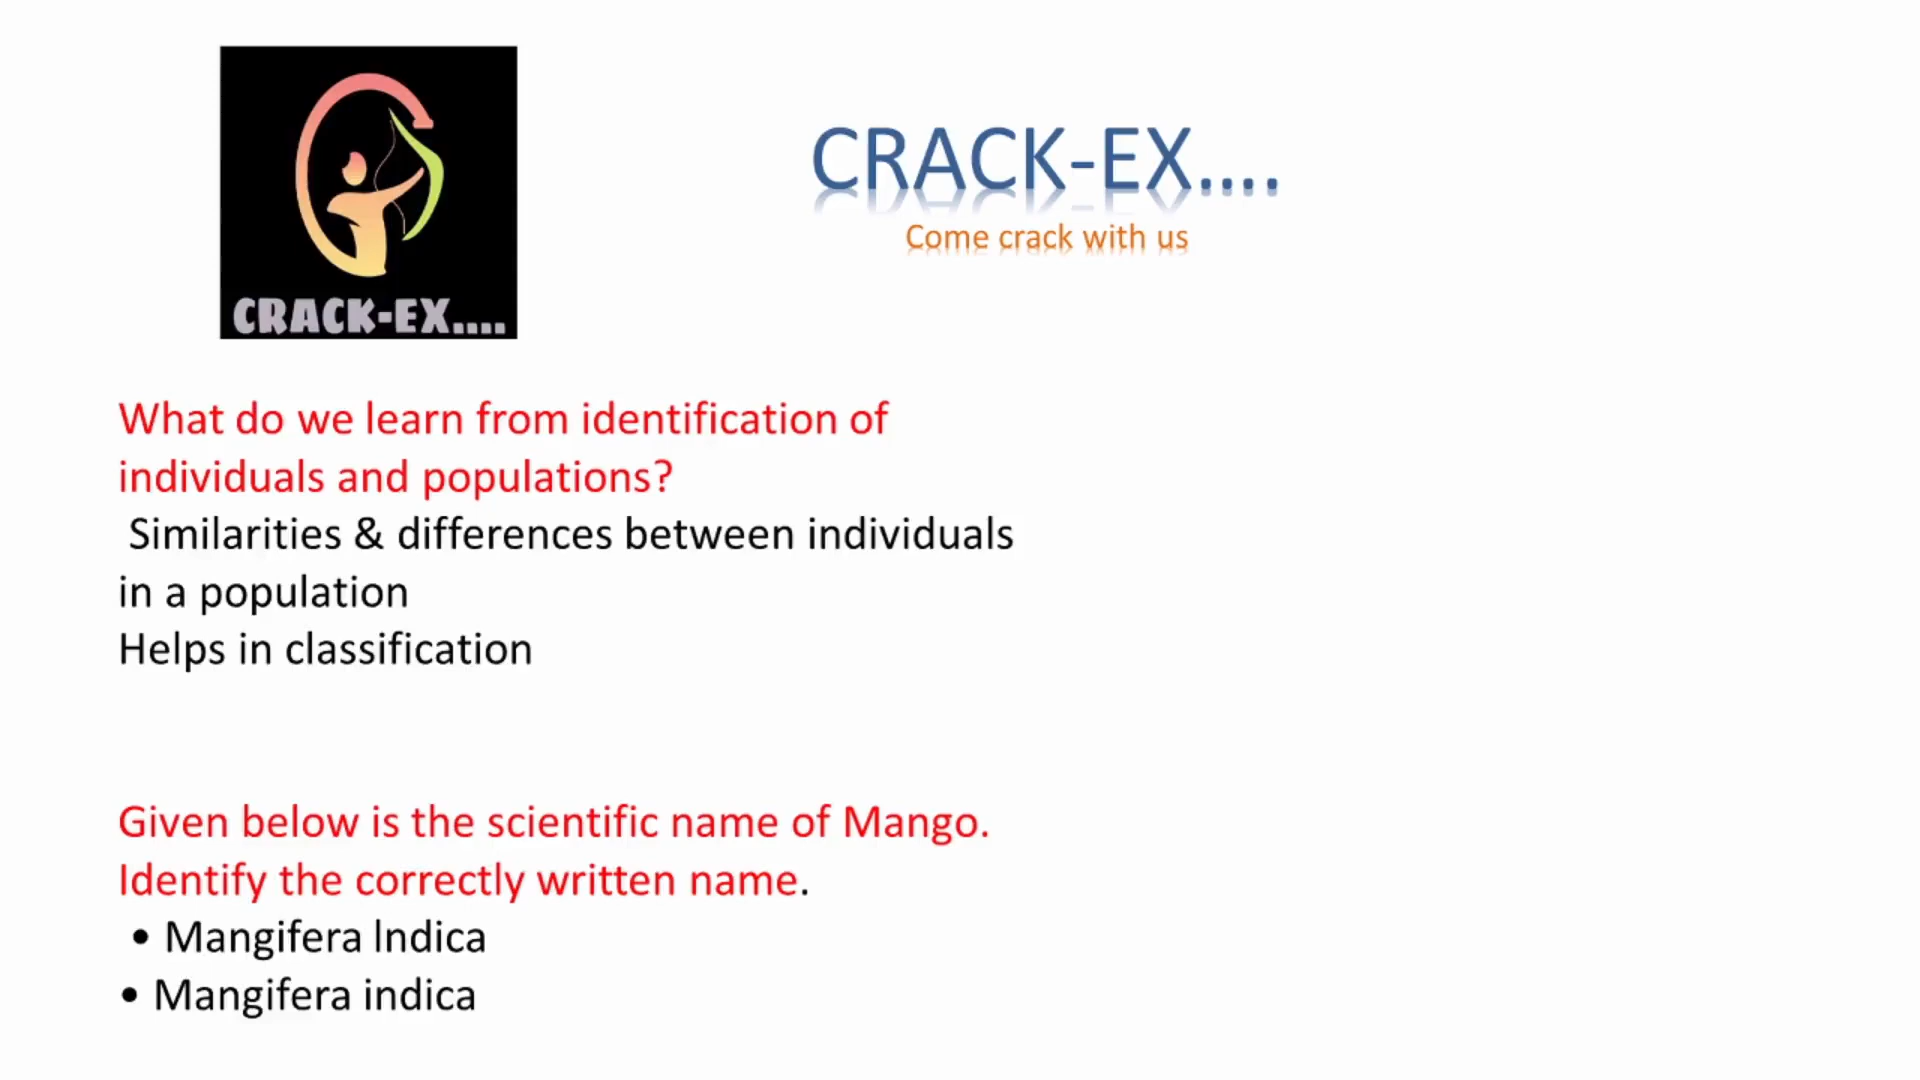 CRACK-EX....
CRACK-EX....
Come crack with us
What do we learn from identification of
individuals and populations?
Similarities & differences between individuals
in a population
Helps in classification
Given below is the scientific name of Mango.
Identify the correctly written name.
• Mangifera lndica
• Mangifera indica